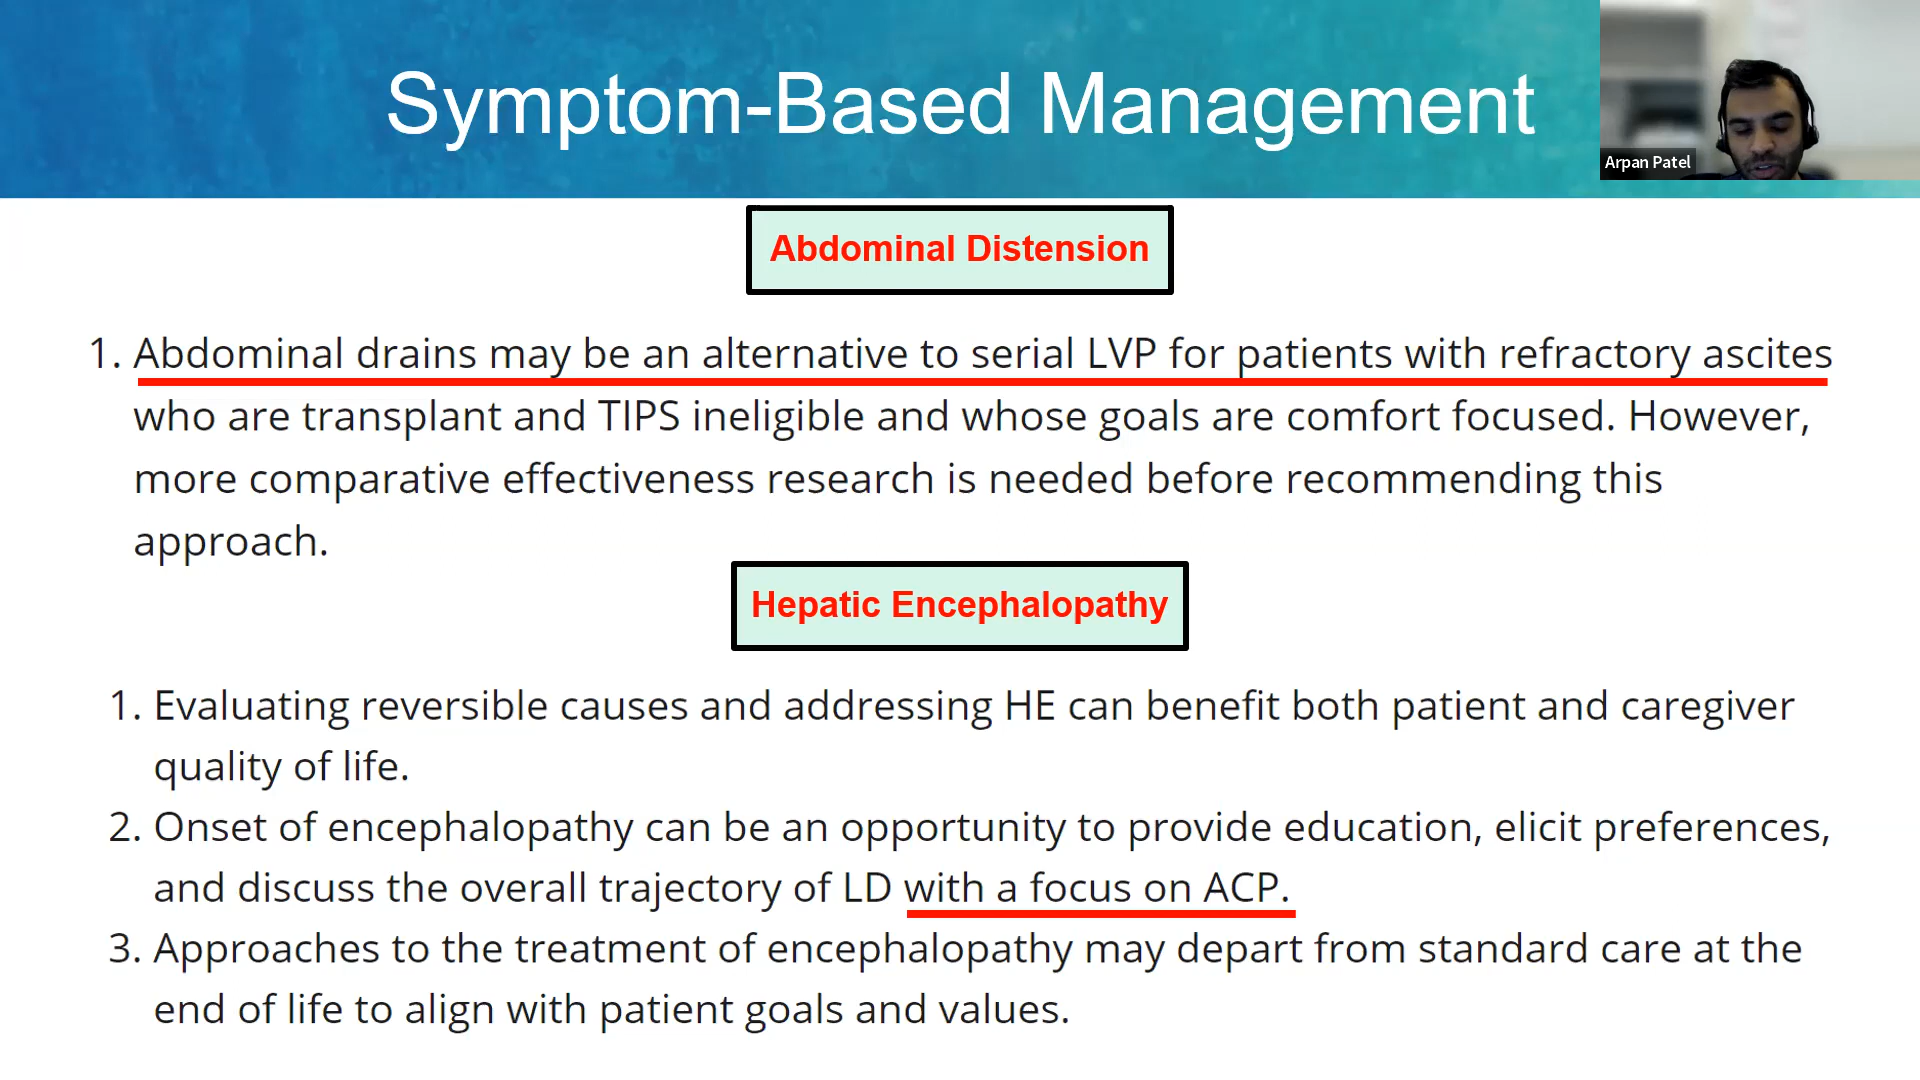 Symptom-Based Management
Arpan Patel
Abdominal Distension
1. Abdominal drains may be an alternative to serial LVP for patients with refractory ascites
who are transplant and TIPS ineligible and whose goals are comfort focused. However,
more comparative effectiveness research is needed before recommending this
approach.
Hepatic Encephalopathy
1. Evaluating reversible causes and addressing HE can benefit both patient and caregiver
quality of life.
2. Onset of encephalopathy can be an opportunity to provide education, elicit preferences,
and discuss the overall trajectory of LD with a focus on ACP.
3. Approaches to the treatment of encephalopathy may depart from standard care at the
end of life to align with patient goals and values.